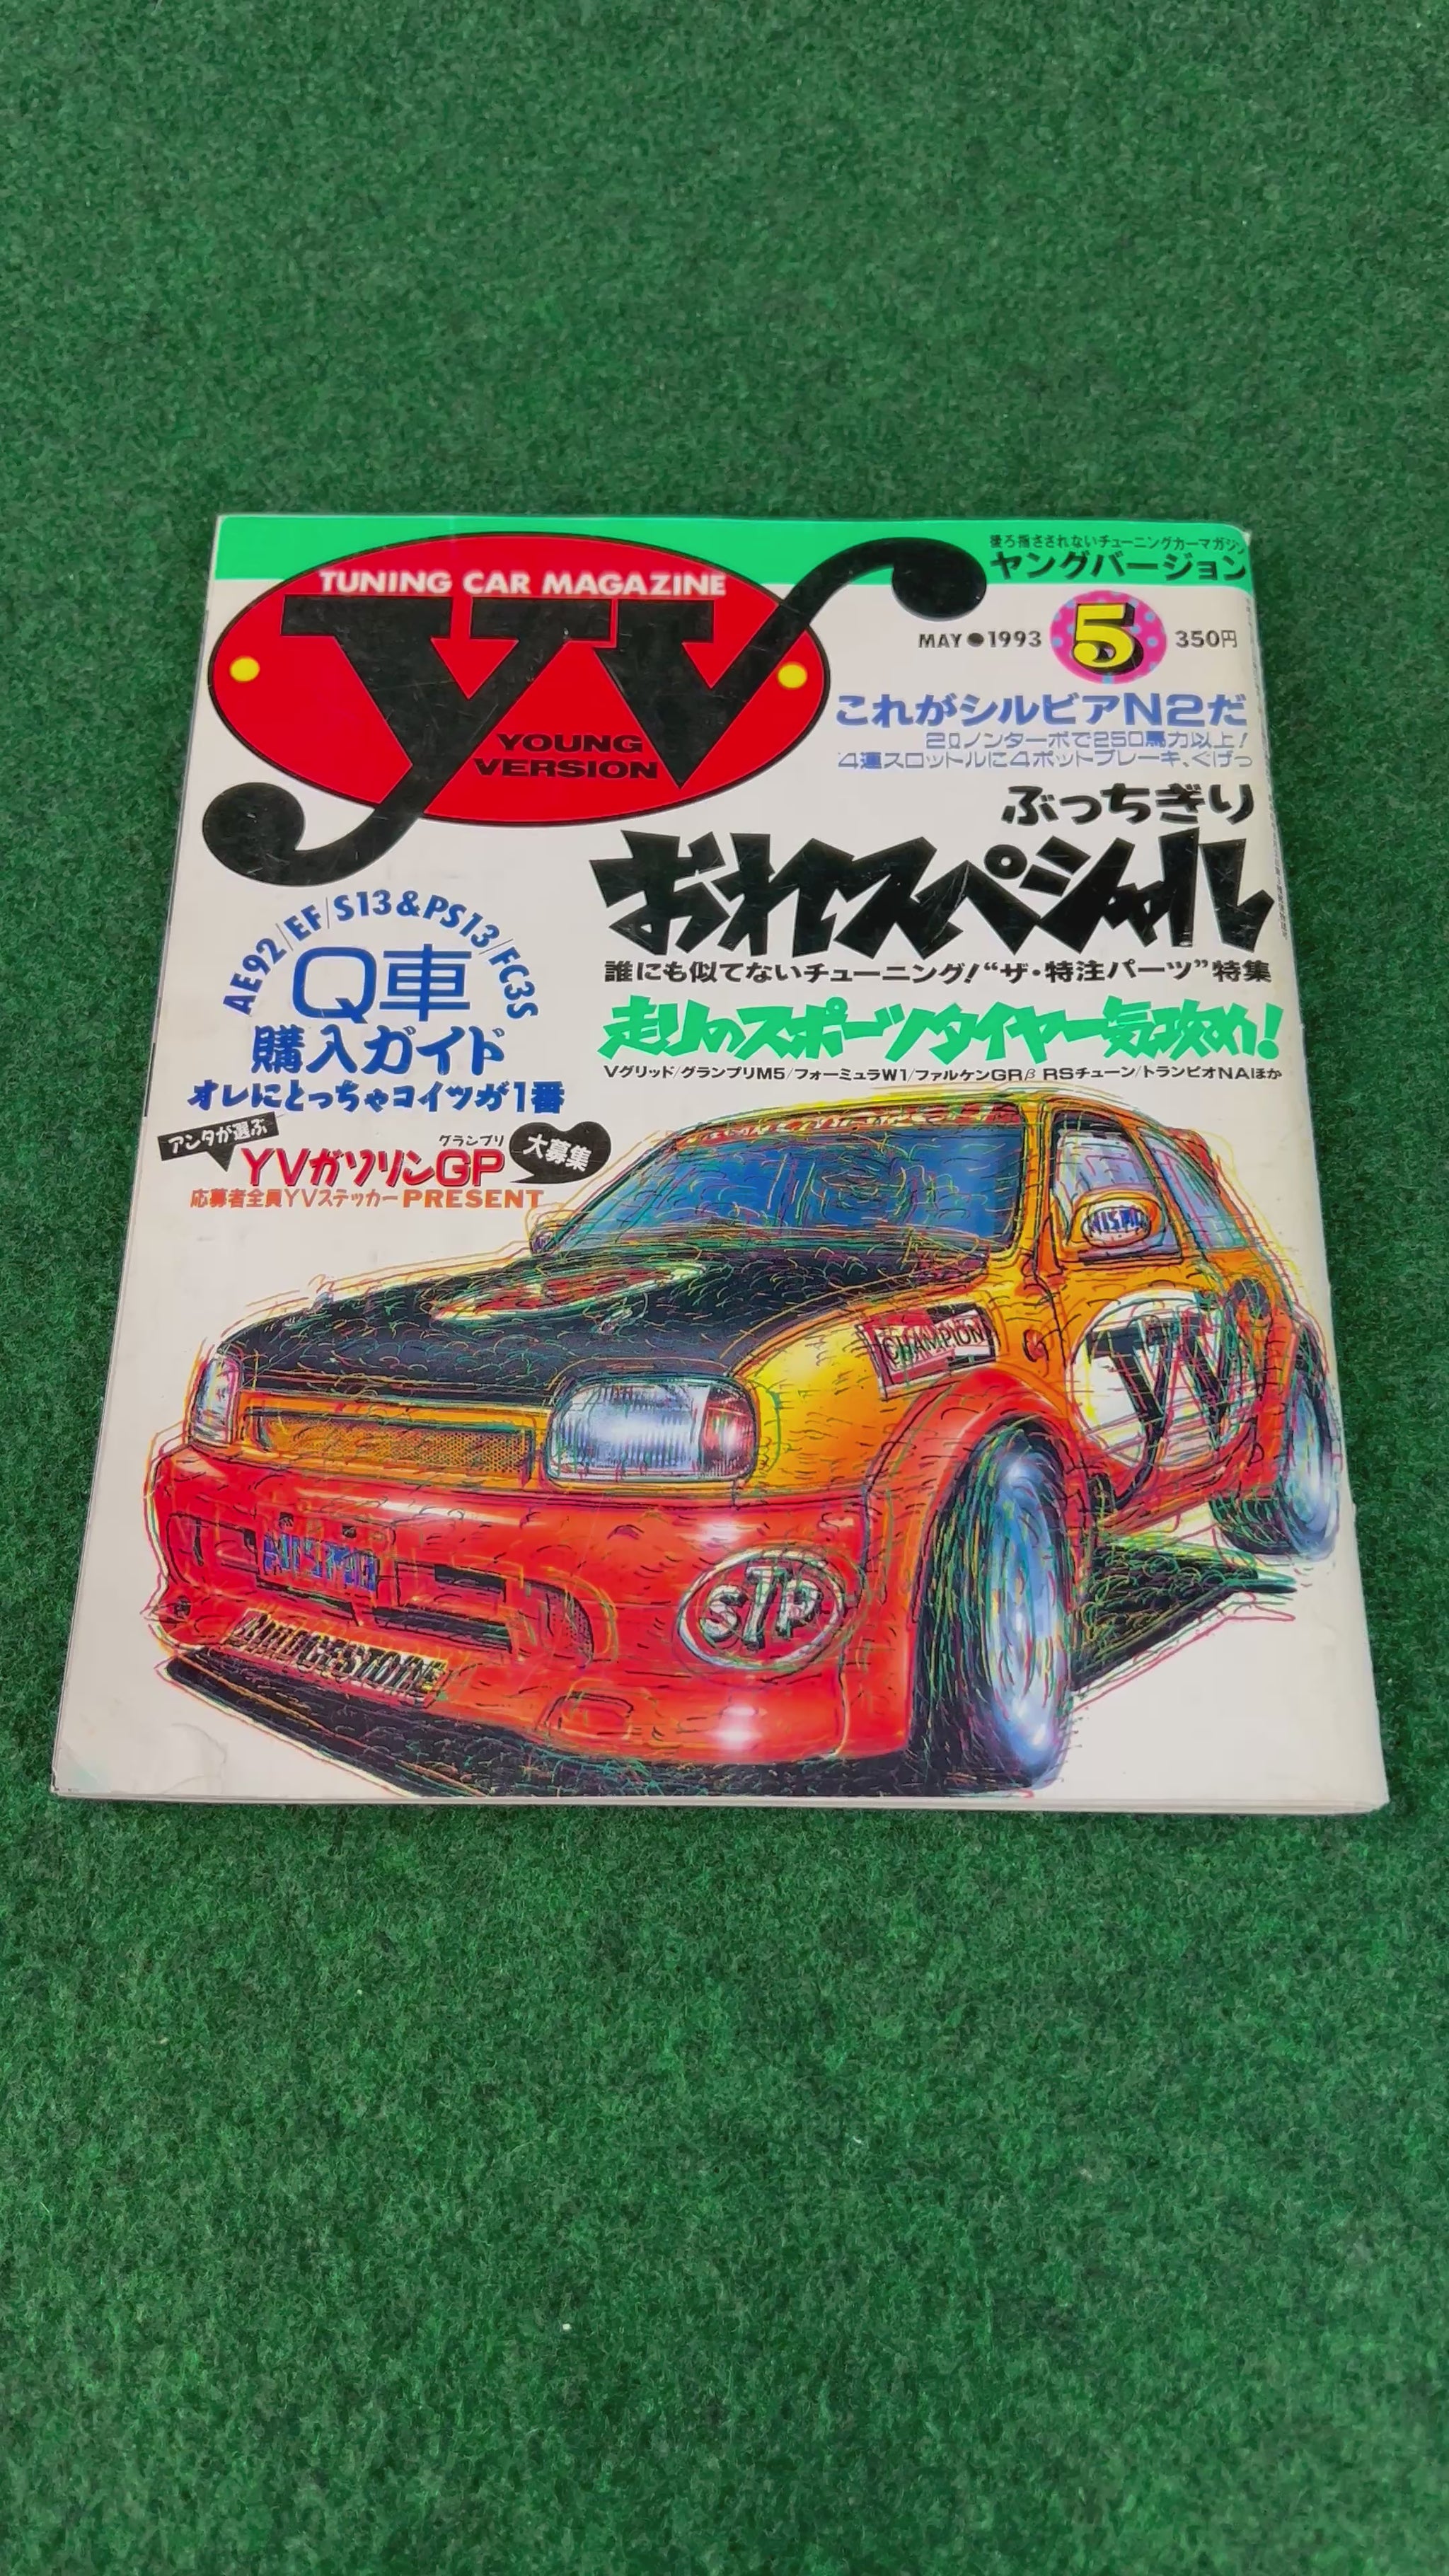 後ろ指さされないチューニングカーマガジン
ヤングバージョン
TUNING CAR MAGAZINE
yv
YOUNG
VERSION
MAY●1993 5 350円
これがシルビアN2だ
2ℓノンターボで250馬力以上!
4連スロットルに4ポットブレーキ、ぐげっ
ぶっちぎり
おれスペシャル
誰にも似てないチューニング!“ザ・特注パーツ”特集
走りのスポーツタイヤ一気攻め!
Vグリッド/グランプリM5/フォーミュラW1/ファルケンGRβ RSチューン/トランピオNAほか
AE92/EF/S13&PS13/FC3S
Q車
購入ガイド
オレにとっちゃコイツが1番
アンタが選ぶ
グランプリ
YVガソリンGP
大募集
応募者全員YVステッカーPRESENT
NISMO
CHAMPION
YV
NISMO
STP
BRIDGESTONE